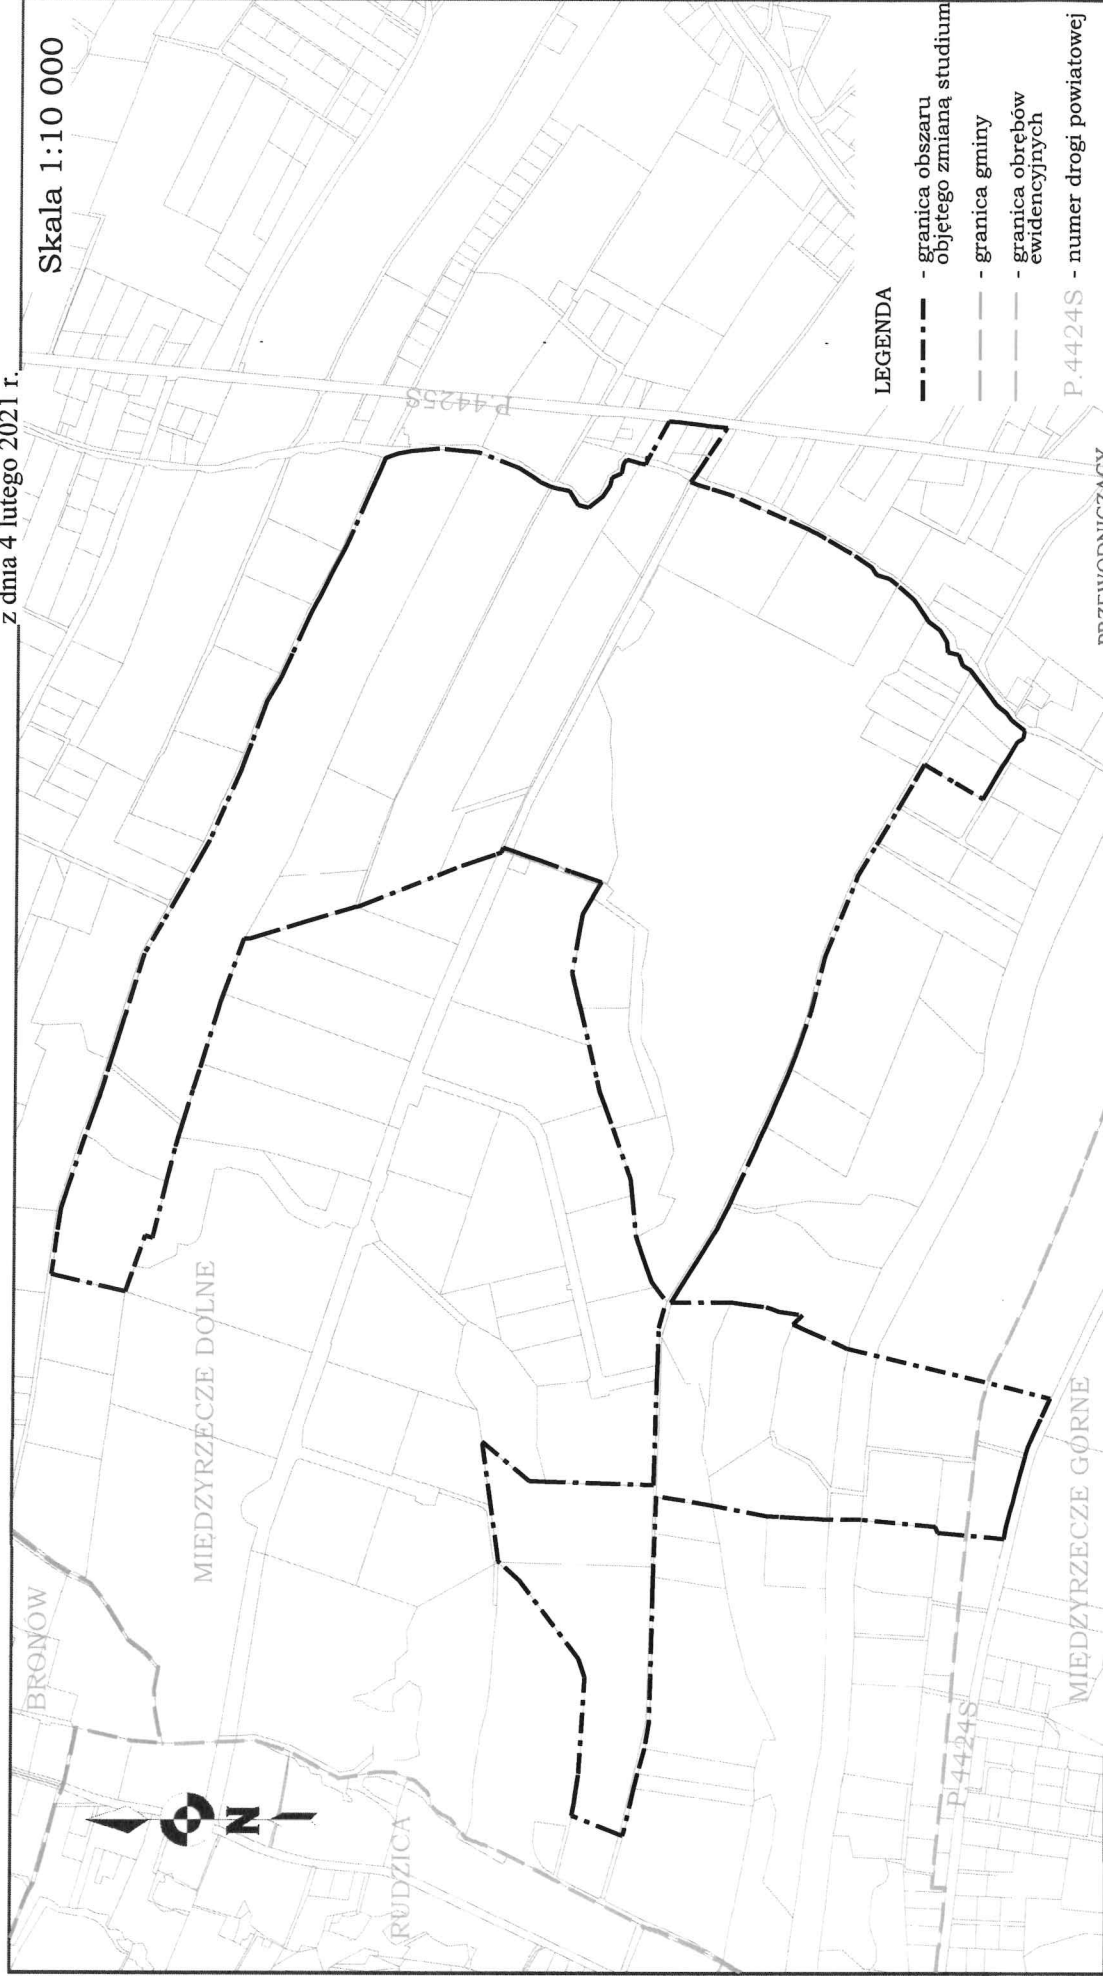 z dnia 4 lutego 2021 r.
Skala 1:10 000
BRONÓW
MIĘDZYRZECZE DOLNE
P.4425S
N
RUDZICA
P.4424S
MIĘDZYRZECZE GÓRNE
LEGENDA
- granica obszaru
objętego zmianą studium
- granica gminy
- granica obrębów
ewidencyjnych
P.4424S - numer drogi powiatowej